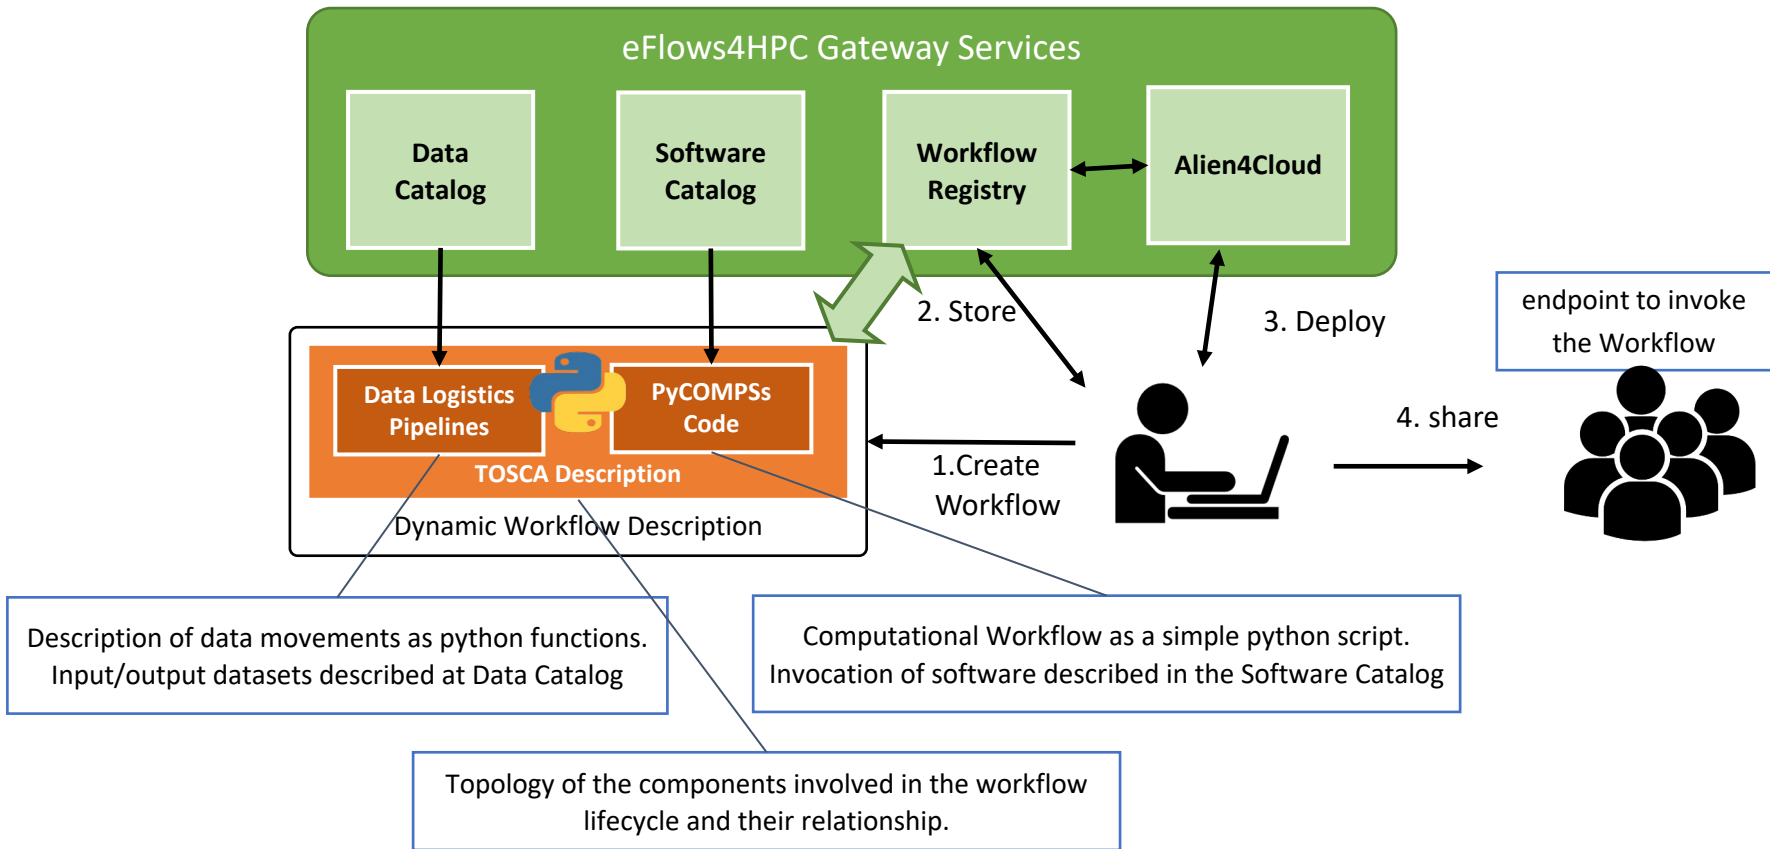 eFlows4HPC Gateway Services
Data
Catalog
Software
Catalog
Workflow
Registry
Alien4Cloud
2. Store
3. Deploy
endpoint to invoke
the Workflow
Data Logistics
Pipelines
PyCOMPSs
Code
TOSCA Description
Dynamic Workflow Description
1.Create
Workflow
4. share
Description of data movements as python functions.
Input/output datasets described at Data Catalog
Computational Workflow as a simple python script.
Invocation of software described in the Software Catalog
Topology of the components involved in the workflow
lifecycle and their relationship.